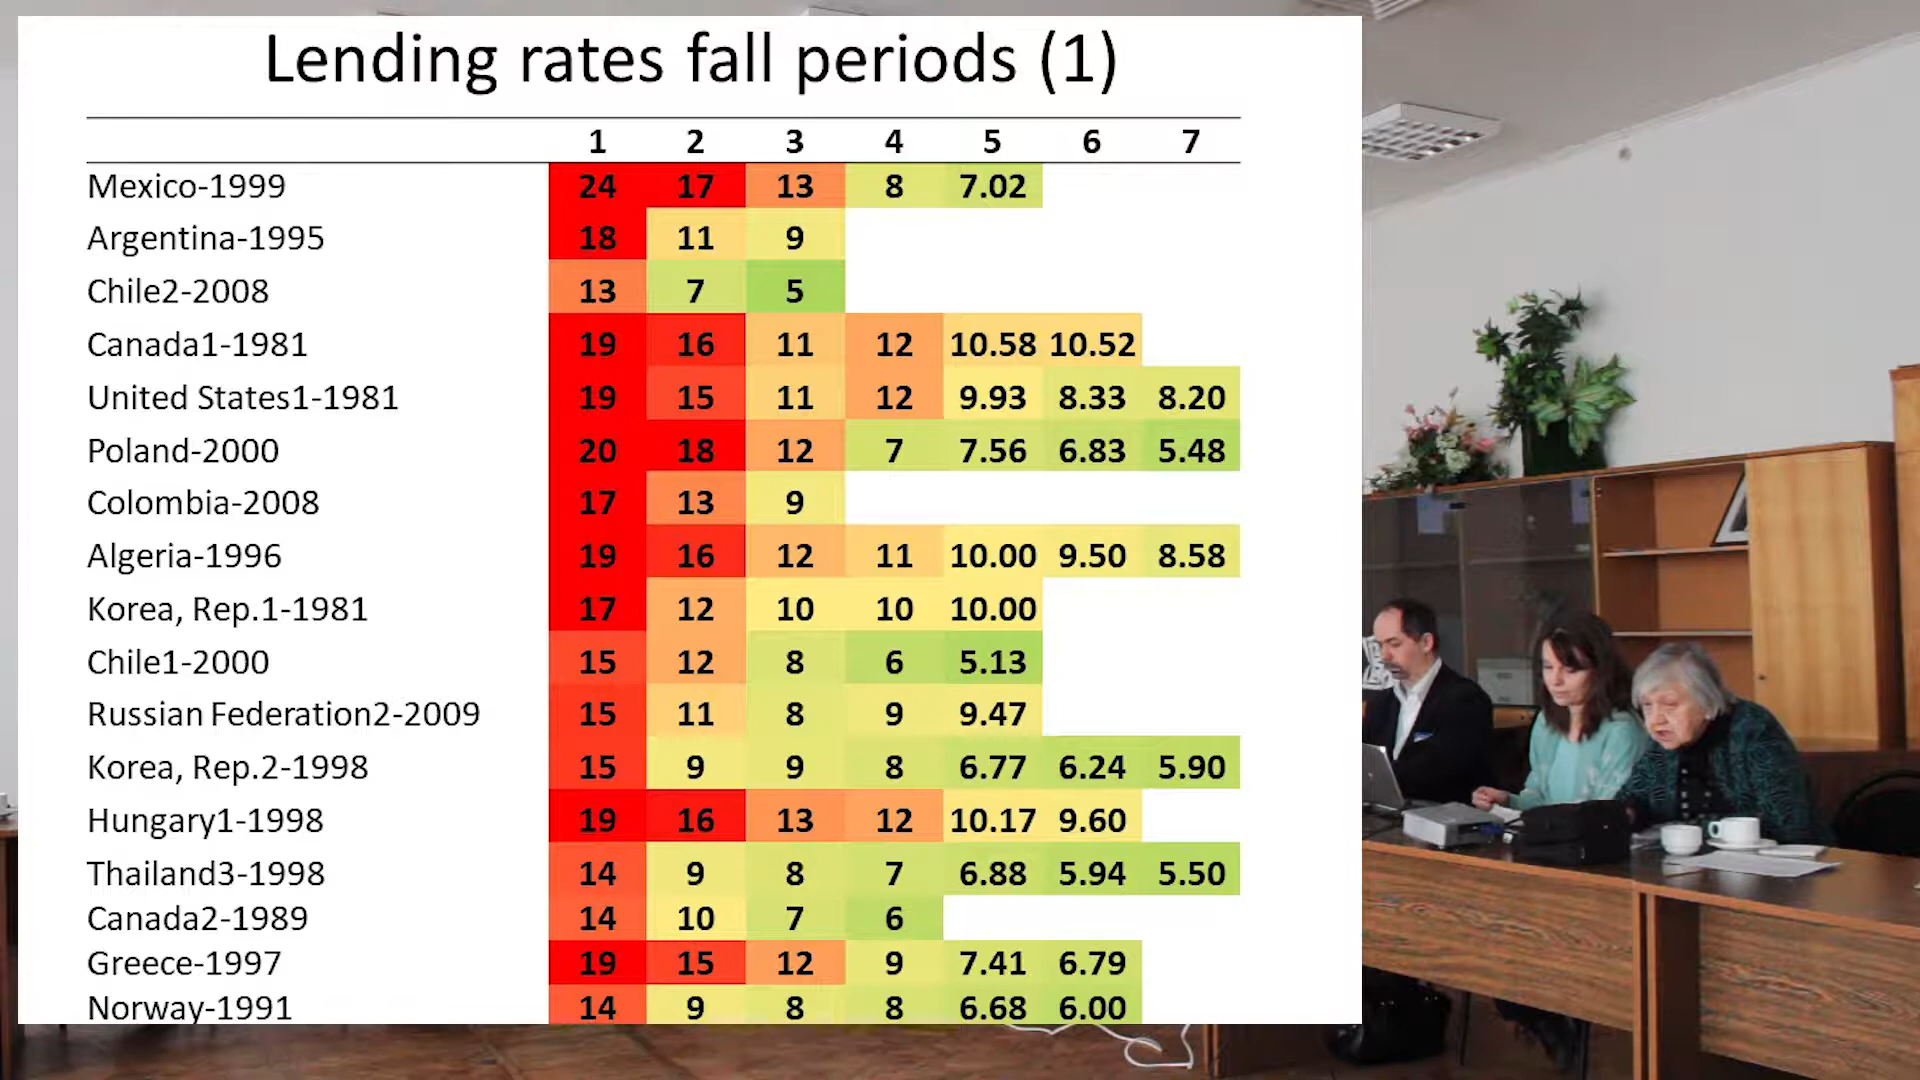 Lending rates fall periods (1)
1 2 3 4 5 6 7
Mexico-1999 24 17 13 8 7.02
Argentina-1995 18 11 9
Chile2-2008 13 7 5
Canada1-1981 19 16 11 12 10.58 10.52
United States1-1981 19 15 11 12 9.93 8.33 8.20
Poland-2000 20 18 12 7 7.56 6.83 5.48
Colombia-2008 17 13 9
Algeria-1996 19 16 12 11 10.00 9.50 8.58
Korea, Rep.1-1981 17 12 10 10 10.00
Chile1-2000 15 12 8 6 5.13
Russian Federation2-2009 15 11 8 9 9.47
Korea, Rep.2-1998 15 9 9 8 6.77 6.24 5.90
Hungary1-1998 19 16 13 12 10.17 9.60
Thailand3-1998 14 9 8 7 6.88 5.94 5.50
Canada2-1989 14 10 7 6
Greece-1997 19 15 12 9 7.41 6.79
Norway-1991 14 9 8 8 6.68 6.00